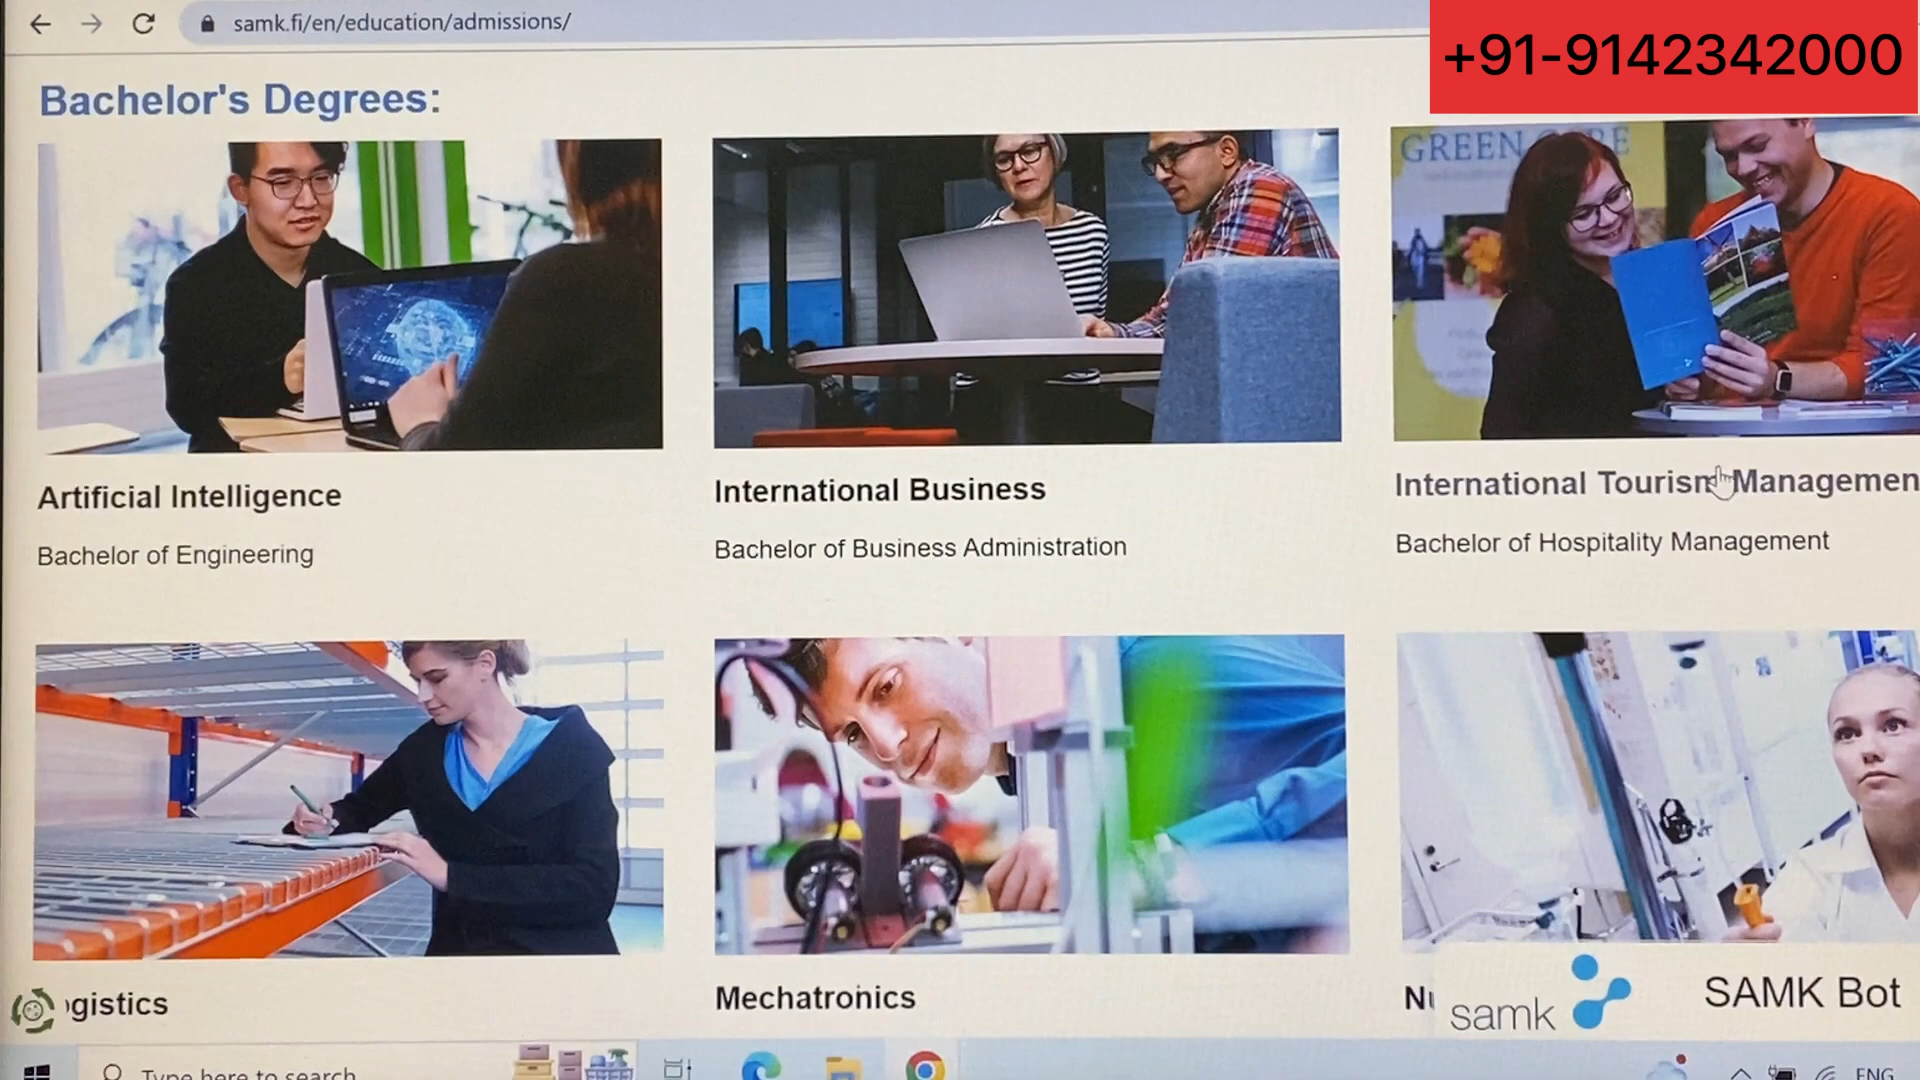 samk.fi/en/education/admissions/
+91-9142342000
Bachelor's Degrees:
GREEN
Artificial Intelligence
Bachelor of Engineering
International Business
Bachelor of Business Administration
International Tourism Managemen
Bachelor of Hospitality Management
gistics
Mechatronics
Nu
samk
SAMK Bot
Type here to search
ENG